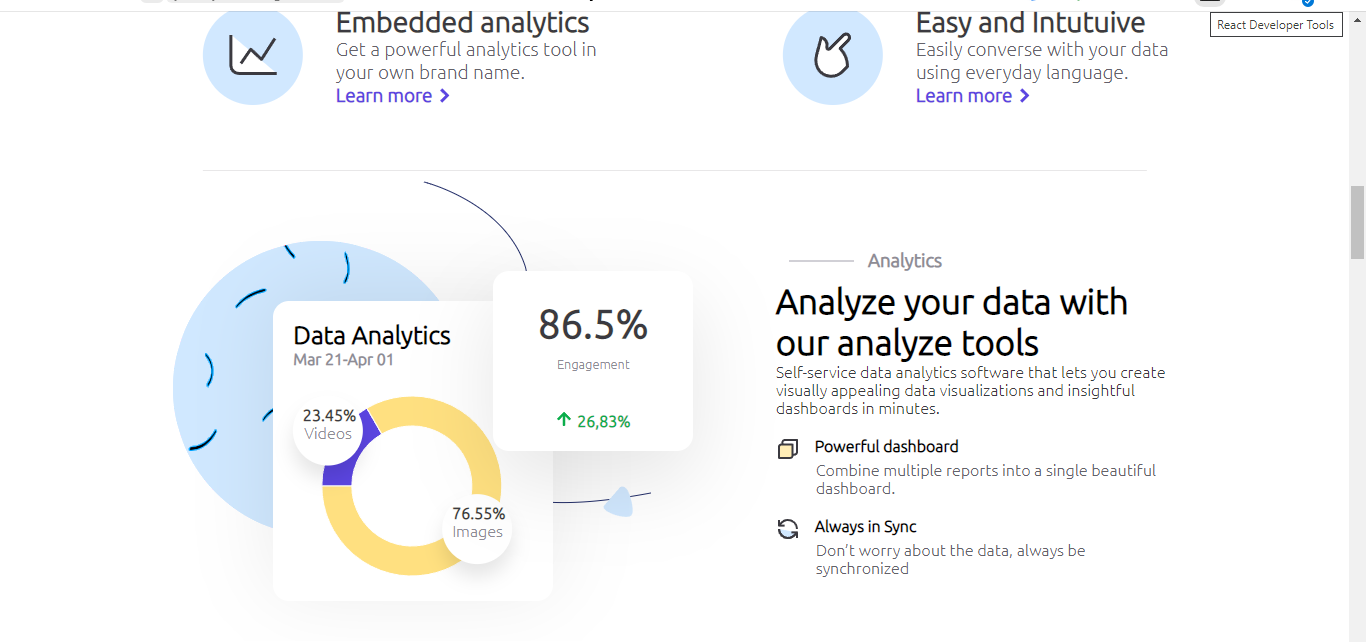 React Developer Tools
Embedded analytics
Get a powerful analytics tool in
your own brand name.
Learn more
Easy and Intutuive
Easily converse with your data
using everyday language.
Learn more
Data Analytics
Mar 21-Apr 01
23.45%
Videos
76.55%
Images
86.5%
Engagement
26,83%
Analytics
Analyze your data with
our analyze tools
Self-service data analytics software that lets you create
visually appealing data visualizations and insightful
dashboards in minutes.
Powerful dashboard
Combine multiple reports into a single beautiful
dashboard.
Always in Sync
Don’t worry about the data, always be
synchronized